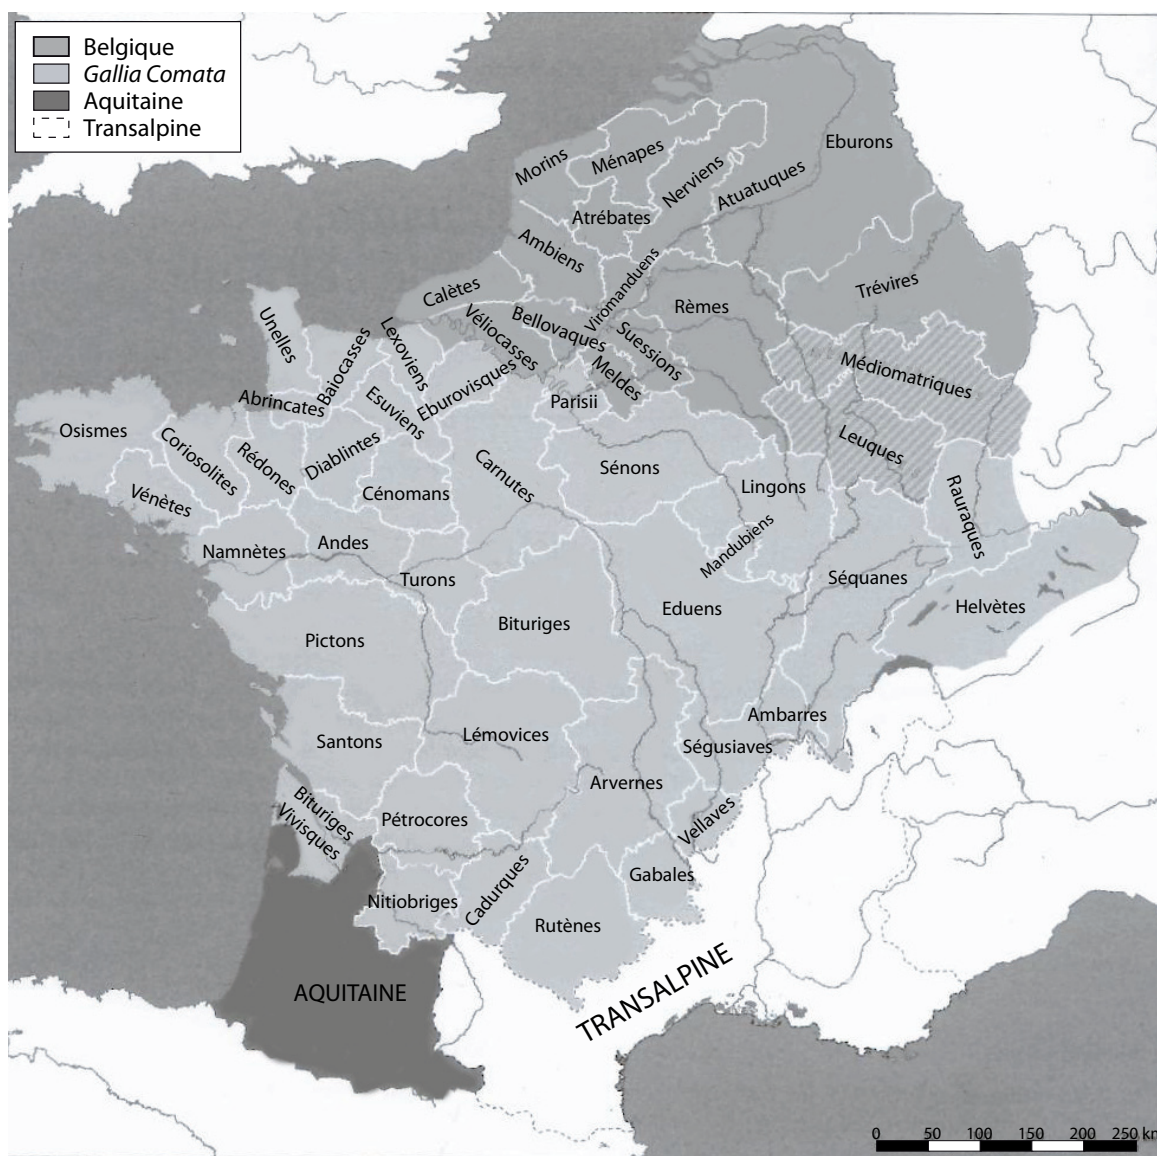 Belgique
Gallia Comata
Aquitaine
Transalpine
Eburons
Morins
Ménapes
Nerviens
Atuatuques
Atrébates
Ambiens
Viromanduens
Trévires
Calètes
Rèmes
Véliocasses
Bellovaques
Suessions
Unelles
Baiocasses
Lexoviens
Meldes
Médiomatriques
Abrincates
Esuviens
Eburovisques
Parisii
Osismes
Coriosolites
Rédones
Diablintes
Carnutes
Sénons
Leuques
Vénètes
Cénomans
Lingons
Rauraques
Namnètes
Andes
Mandubiens
Turons
Séquanes
Pictons
Bituriges
Eduens
Helvètes
Santons
Lémovices
Ambarres
Ségusiaves
Arvernes
Bituriges
Vivisques
Pétrocores
Vellaves
Nitiobriges
Cadurques
Gabales
Rutènes
AQUITAINE
TRANSALPINE
0 50 100 150 200 250 km